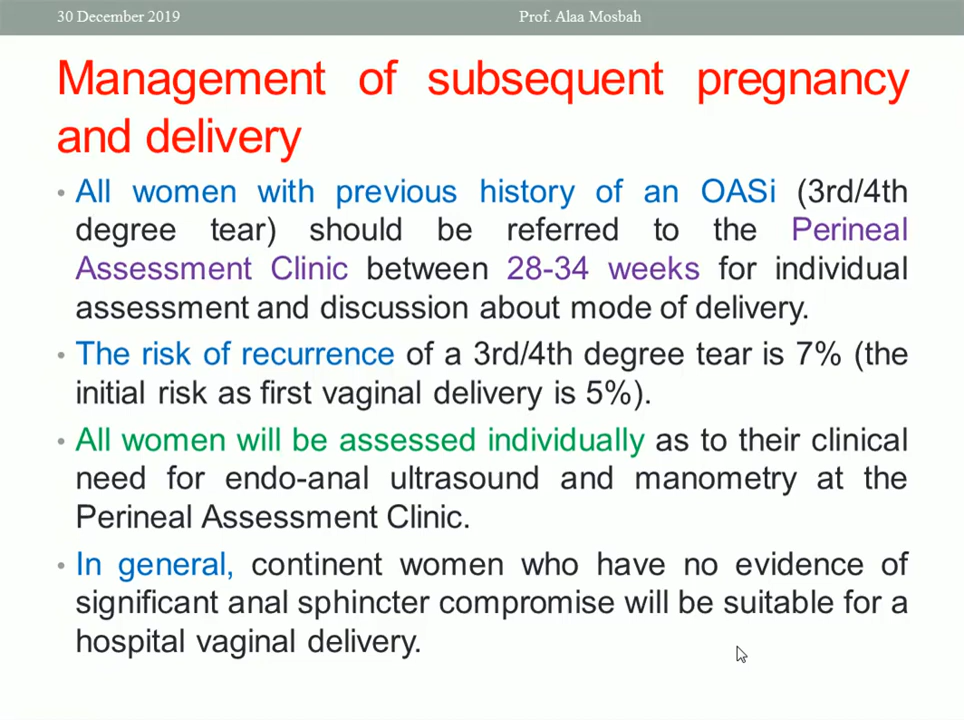 30 December 2019
Prof. Alaa Mosbah
Management of subsequent pregnancy
and delivery
• All women with previous history of an OASi (3rd/4th
degree tear) should be referred to the Perineal
Assessment Clinic between 28-34 weeks for individual
assessment and discussion about mode of delivery.
• The risk of recurrence of a 3rd/4th degree tear is 7% (the
initial risk as first vaginal delivery is 5%).
• All women will be assessed individually as to their clinical
need for endo-anal ultrasound and manometry at the
Perineal Assessment Clinic.
• In general, continent women who have no evidence of
significant anal sphincter compromise will be suitable for a
hospital vaginal delivery.